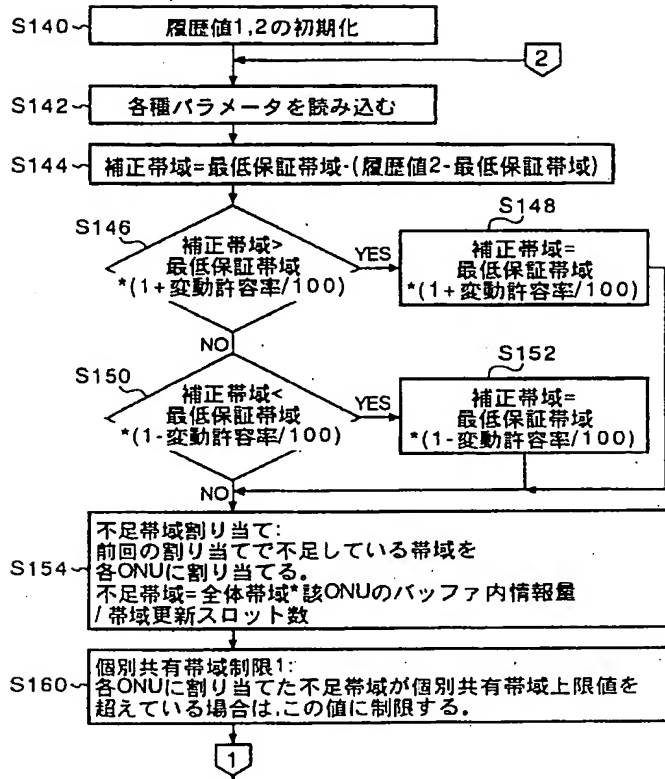 S140
履歴値1,2の初期化
2
S142
各種パラメータを読み込む
S144
補正帯域=最低保証帯域-(履歴値2-最低保証帯域)
S146
補正帯域>
最低保証帯域
*(1+変動許容率/100)
YES
S148
補正帯域=
最低保証帯域
*(1+変動許容率/100)
NO
S150
補正帯域<
最低保証帯域
*(1-変動許容率/100)
YES
S152
補正帯域=
最低保証帯域
*(1-変動許容率/100)
NO
S154
不足帯域割り当て:
前回の割り当てで不足している帯域を
各ONUに割り当てる。
不足帯域=全体帯域*該ONUのバッファ内情報量
/帯域更新スロット数
S160
個別共有帯域制限1:
各ONUに割り当てた不足帯域が個別共有帯域上限値を
超えている場合は,この値に制限する。
1